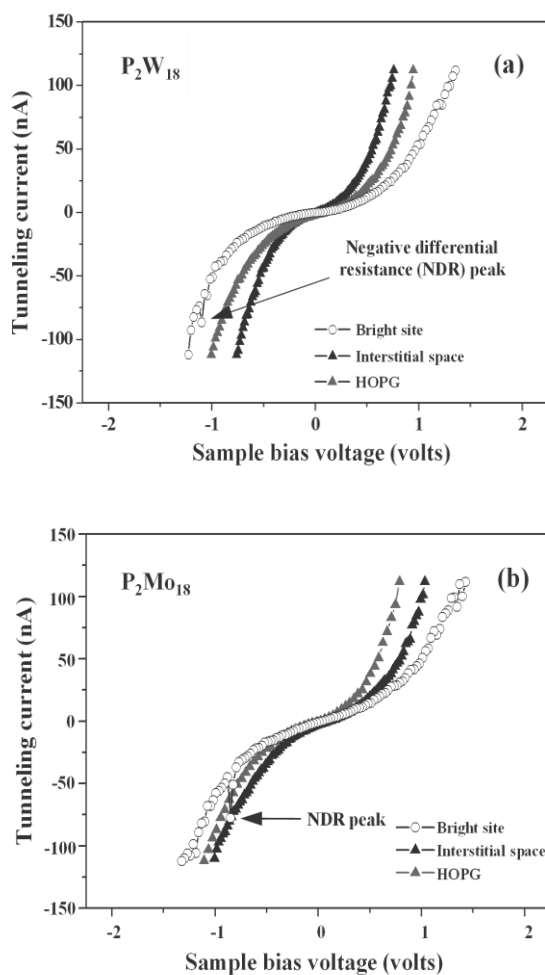 150
100
50
0
-50
-100
-150
Tunneling current (nA)
P₂W₁₈
(a)
Negative differential
resistance (NDR) peak
Bright site
Interstitial space
HOPG
-2
-1
0
1
2
Sample bias voltage (volts)
150
100
50
0
-50
-100
-150
Tunneling current (nA)
P₂Mo₁₈
(b)
NDR peak
Bright site
Interstitial space
HOPG
-2
-1
0
1
2
Sample bias voltage (volts)